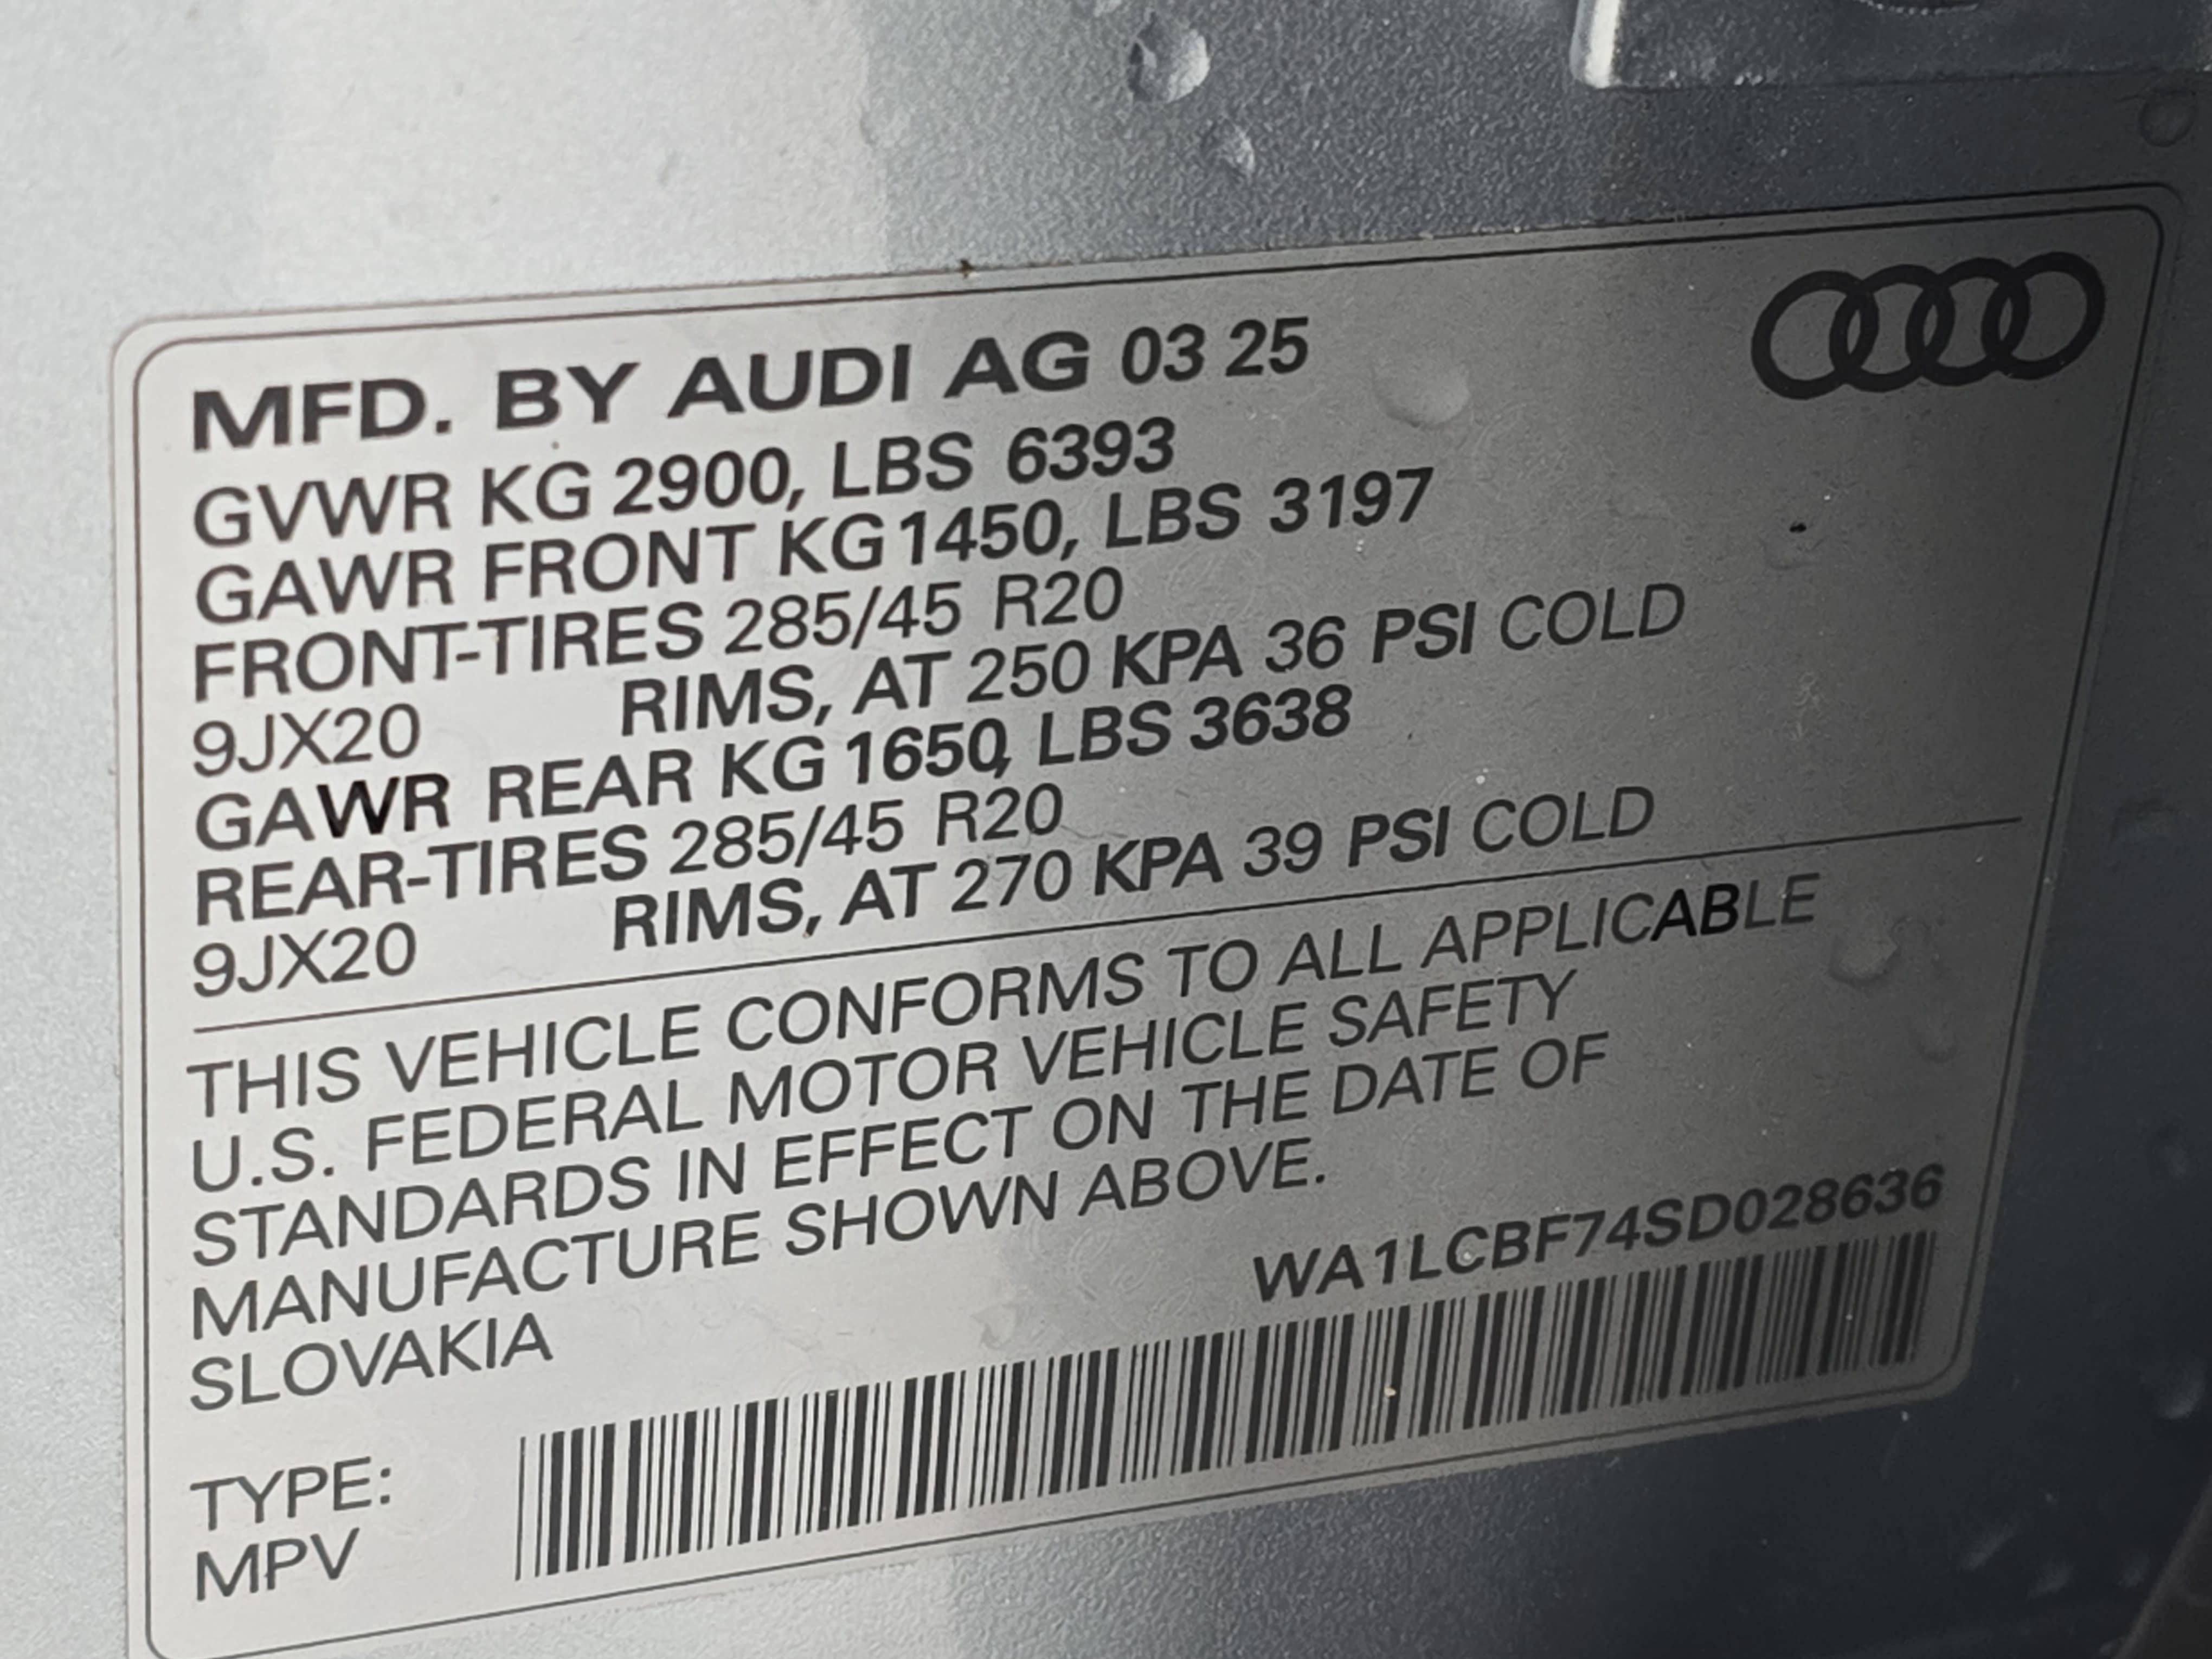 MFD. BY AUDI AG 03 25
GVWR KG 2900, LBS 6393
GAWR FRONT KG 1450, LBS 3197
FRONT-TIRES 285/45 R20
9JX20 RIMS, AT 250 KPA 36 PSI COLD
GAWR REAR KG 1650, LBS 3638
REAR-TIRES 285/45 R20
9JX20 RIMS, AT 270 KPA 39 PSI COLD
THIS VEHICLE CONFORMS TO ALL APPLICABLE
U.S. FEDERAL MOTOR VEHICLE SAFETY
STANDARDS IN EFFECT ON THE DATE OF
MANUFACTURE SHOWN ABOVE.
SLOVAKIA
WA1LCBF74SD028636
TYPE:
MPV